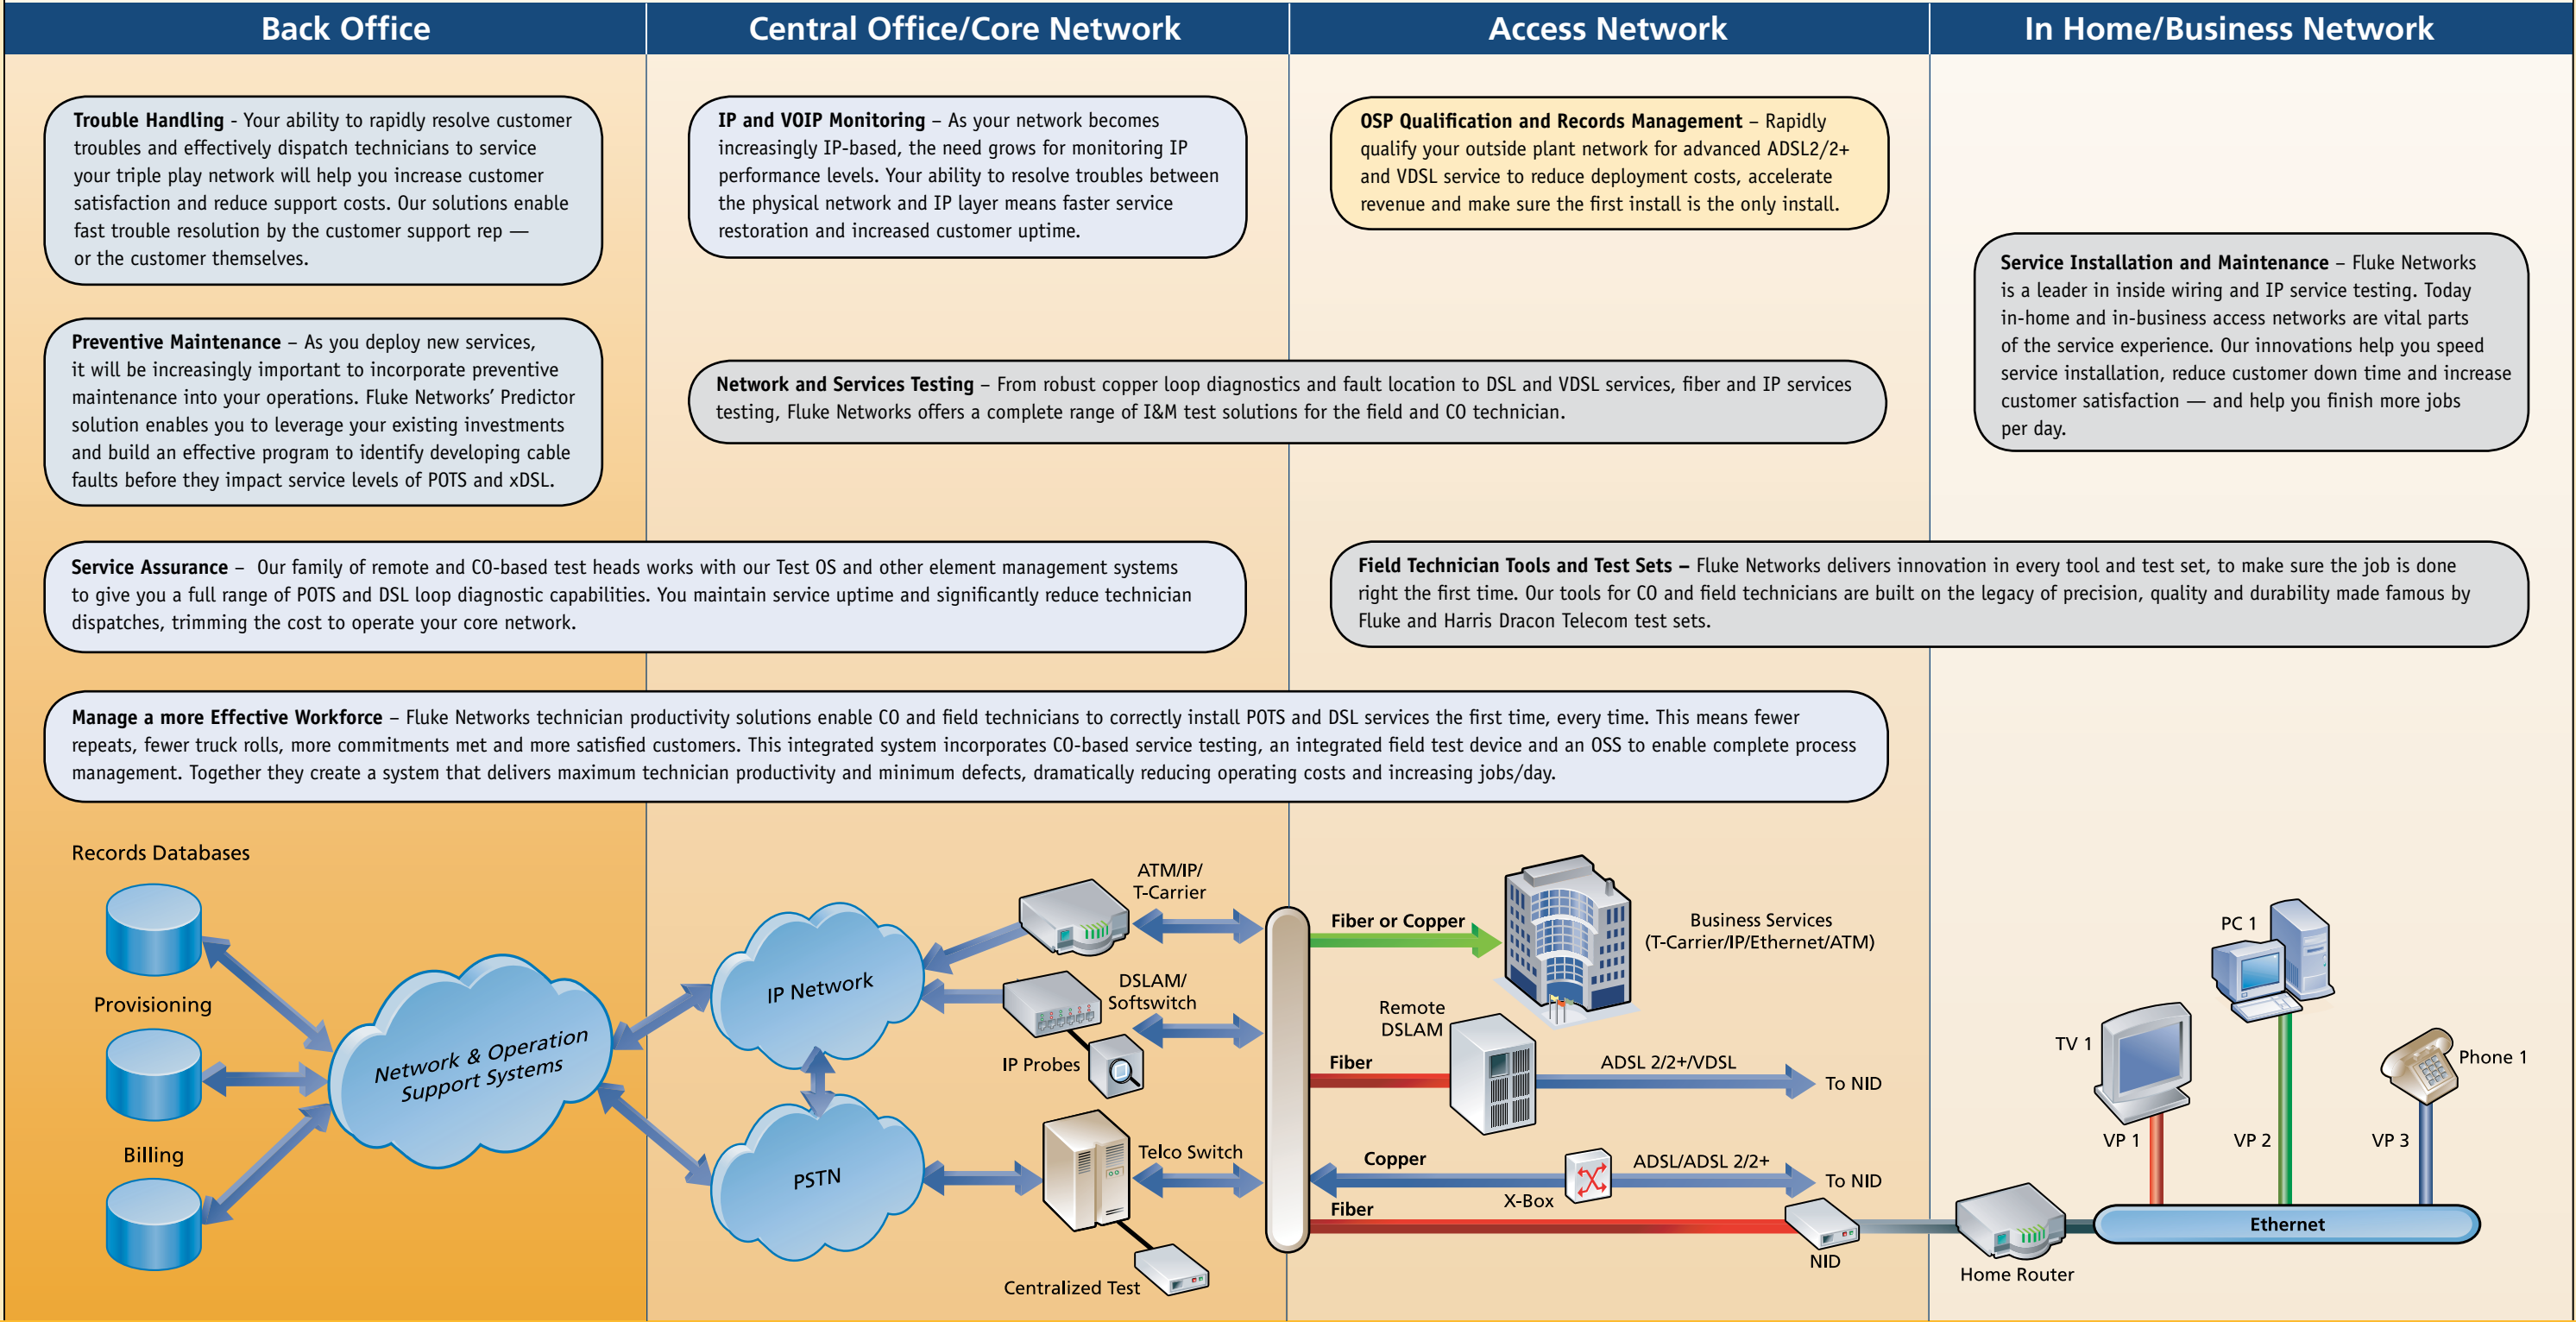 Back Office
Central Office/Core Network
Access Network
In Home/Business Network
Trouble Handling - Your ability to rapidly resolve customer
troubles and effectively dispatch technicians to service
your triple play network will help you increase customer
satisfaction and reduce support costs. Our solutions enable
fast trouble resolution by the customer support rep —
or the customer themselves.
Preventive Maintenance – As you deploy new services,
it will be increasingly important to incorporate preventive
maintenance into your operations. Fluke Networks’ Predictor
solution enables you to leverage your existing investments
and build an effective program to identify developing cable
faults before they impact service levels of POTS and xDSL.
IP and VOIP Monitoring – As your network becomes
increasingly IP-based, the need grows for monitoring IP
performance levels. Your ability to resolve troubles between
the physical network and IP layer means faster service
restoration and increased customer uptime.
OSP Qualification and Records Management – Rapidly
qualify your outside plant network for advanced ADSL2/2+
and VDSL service to reduce deployment costs, accelerate
revenue and make sure the first install is the only install.
Service Installation and Maintenance – Fluke Networks
is a leader in inside wiring and IP service testing. Today
in-home and in-business access networks are vital parts
of the service experience. Our innovations help you speed
service installation, reduce customer down time and increase
customer satisfaction — and help you finish more jobs
per day.
Network and Services Testing – From robust copper loop diagnostics and fault location to DSL and VDSL services, fiber and IP services
testing, Fluke Networks offers a complete range of I&M test solutions for the field and CO technician.
Service Assurance – Our family of remote and CO-based test heads works with our Test OS and other element management systems
to give you a full range of POTS and DSL loop diagnostic capabilities. You maintain service uptime and significantly reduce technician
dispatches, trimming the cost to operate your core network.
Field Technician Tools and Test Sets – Fluke Networks delivers innovation in every tool and test set, to make sure the job is done
right the first time. Our tools for CO and field technicians are built on the legacy of precision, quality and durability made famous by
Fluke and Harris Dracon Telecom test sets.
Manage a more Effective Workforce – Fluke Networks technician productivity solutions enable CO and field technicians to correctly install POTS and DSL services the first time, every time. This means fewer
repeats, fewer truck rolls, more commitments met and more satisfied customers. This integrated system incorporates CO-based service testing, an integrated field test device and an OSS to enable complete process
management. Together they create a system that delivers maximum technician productivity and minimum defects, dramatically reducing operating costs and increasing jobs/day.
Records Databases
Provisioning
Billing
Network & Operation
Support Systems
IP Network
PSTN
ATM/IP/
T-Carrier
DSLAM/
Softswitch
IP Probes
Telco Switch
Centralized Test
Fiber or Copper
Business Services
(T-Carrier/IP/Ethernet/ATM)
Remote
DSLAM
Fiber
ADSL 2/2+/VDSL
To NID
Copper
X-Box
ADSL/ADSL 2/2+
To NID
Fiber
NID
PC 1
TV 1
Phone 1
VP 1
VP 2
VP 3
Ethernet
Home Router